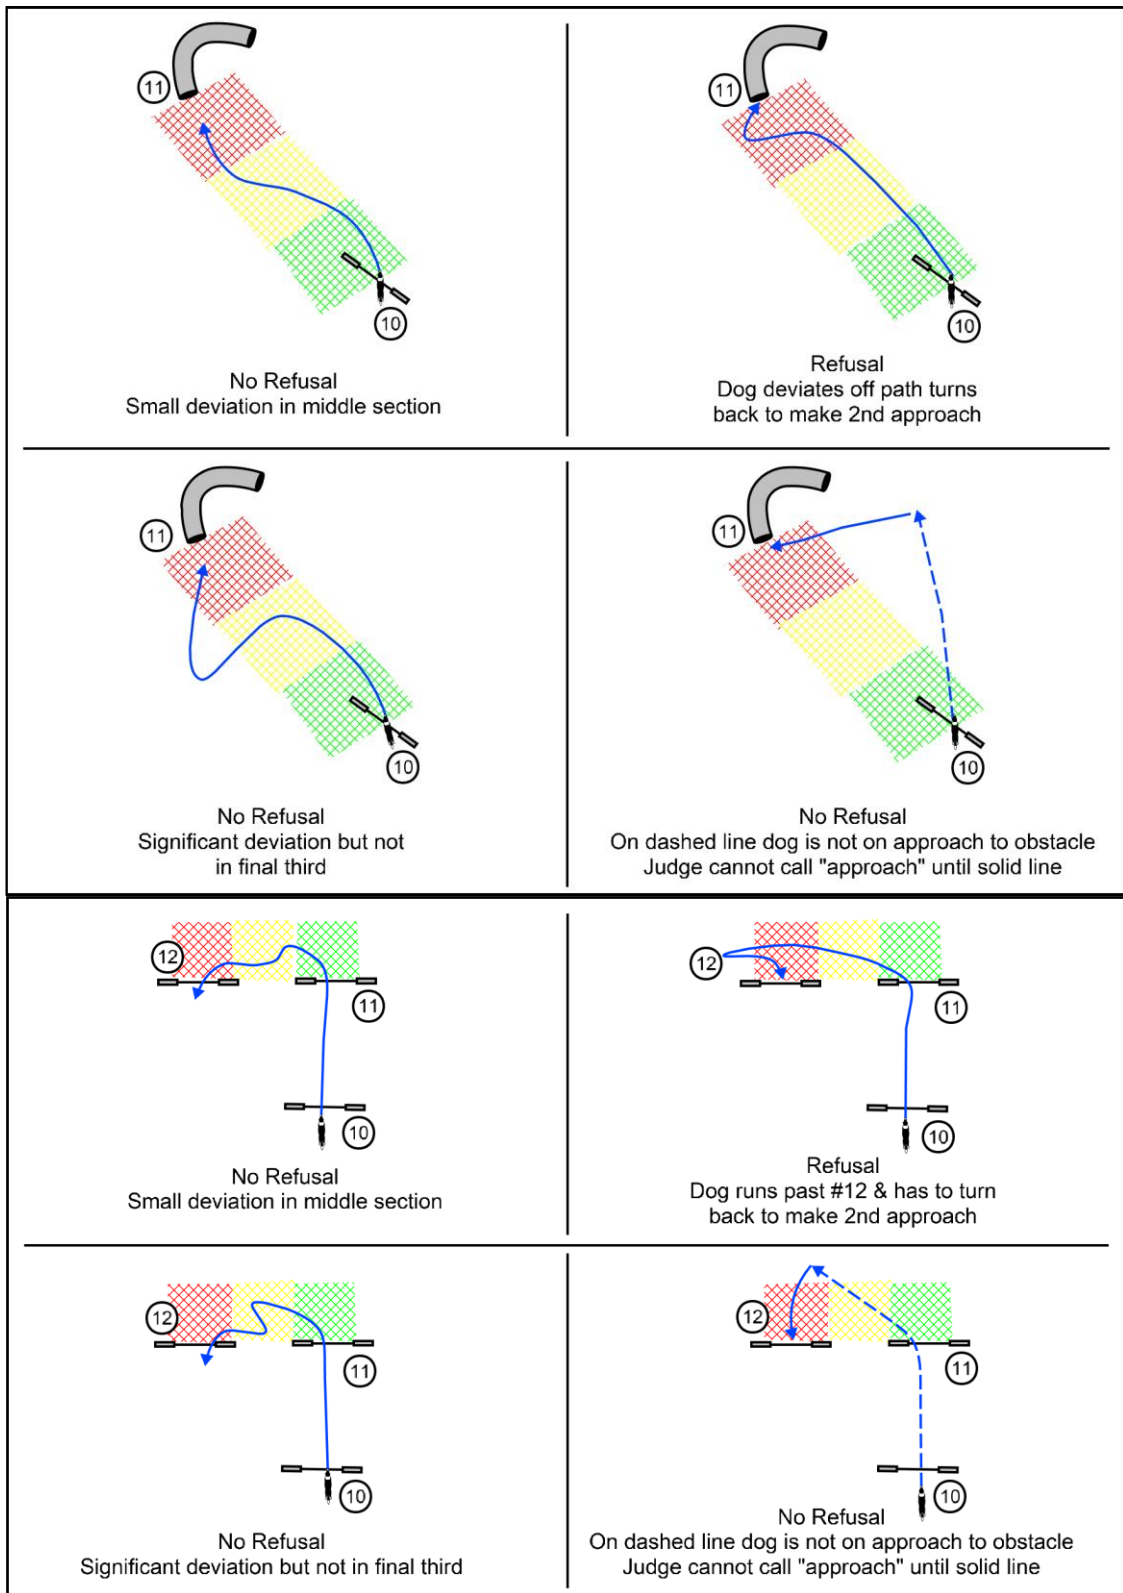 11
10
No Refusal
Small deviation in middle section
11
10
Refusal
Dog deviates off path turns
back to make 2nd approach
11
10
No Refusal
Significant deviation but not
in final third
11
10
No Refusal
On dashed line dog is not on approach to obstacle
Judge cannot call "approach" until solid line
12
11
10
No Refusal
Small deviation in middle section
12
11
10
Refusal
Dog runs past #12 & has to turn
back to make 2nd approach
12
11
10
No Refusal
Significant deviation but not in final third
12
11
10
No Refusal
On dashed line dog is not on approach to obstacle
Judge cannot call "approach" until solid line